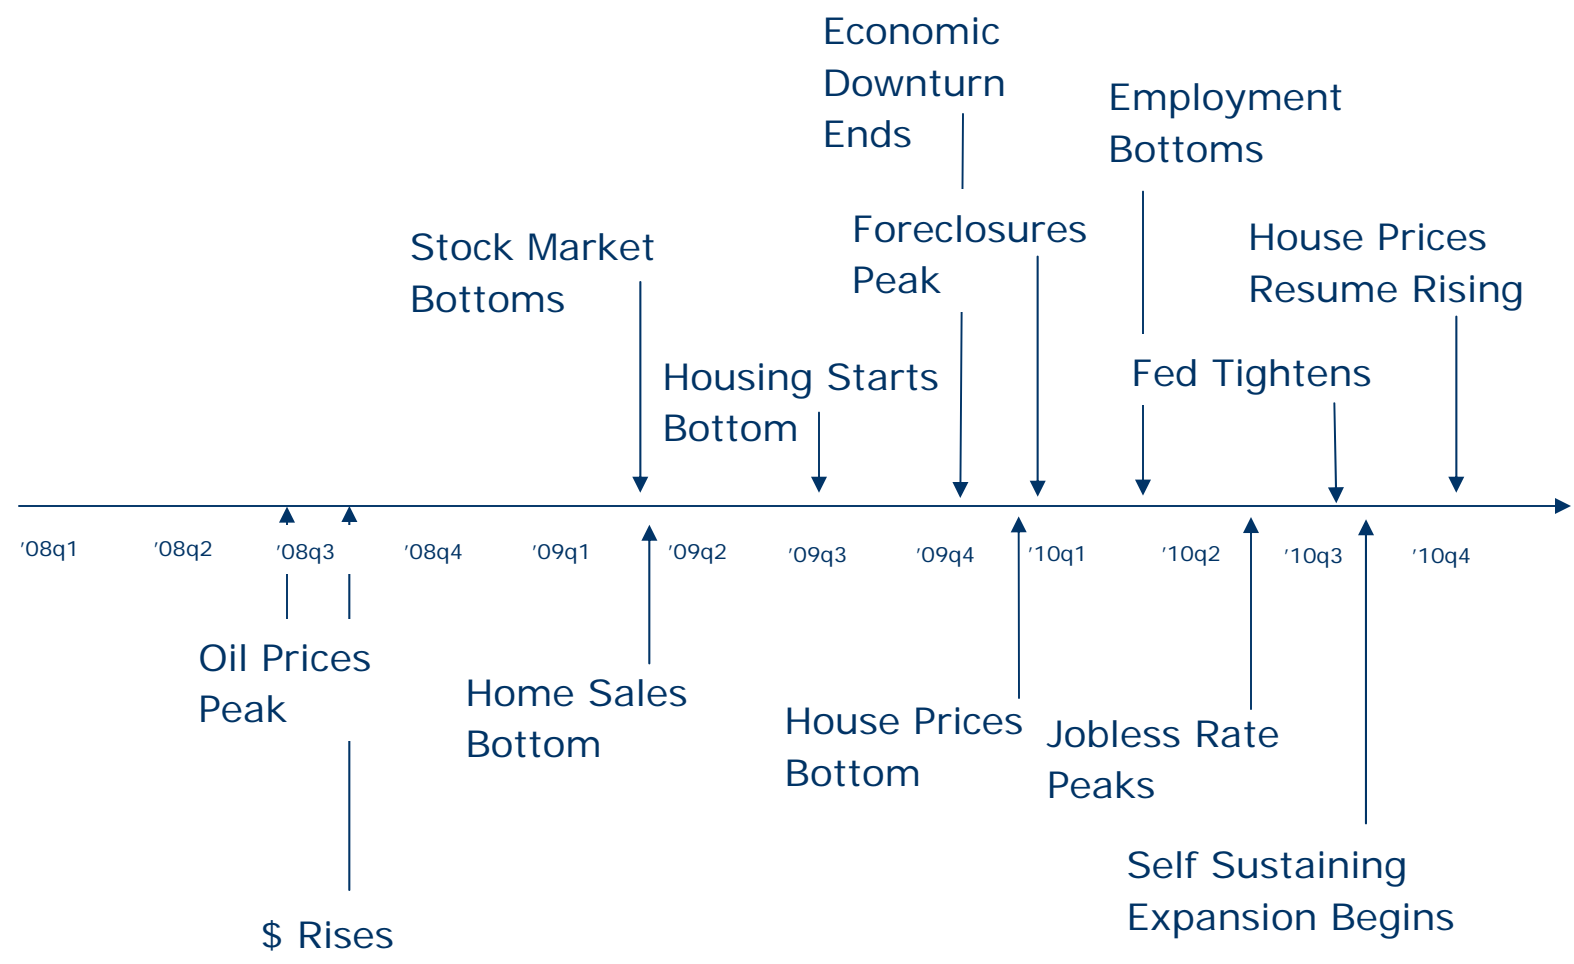 Economic
Downturn
Ends
Employment
Bottoms
Stock Market
Bottoms
Foreclosures
Peak
House Prices
Resume Rising
Housing Starts
Bottom
Fed Tightens
'08q1 '08q2 '08q3 '08q4 '09q1 '09q2 '09q3 '09q4 '10q1 '10q2 '10q3 '10q4
Oil Prices
Peak
Home Sales
Bottom
House Prices
Bottom
Jobless Rate
Peaks
Self Sustaining
Expansion Begins
$ Rises